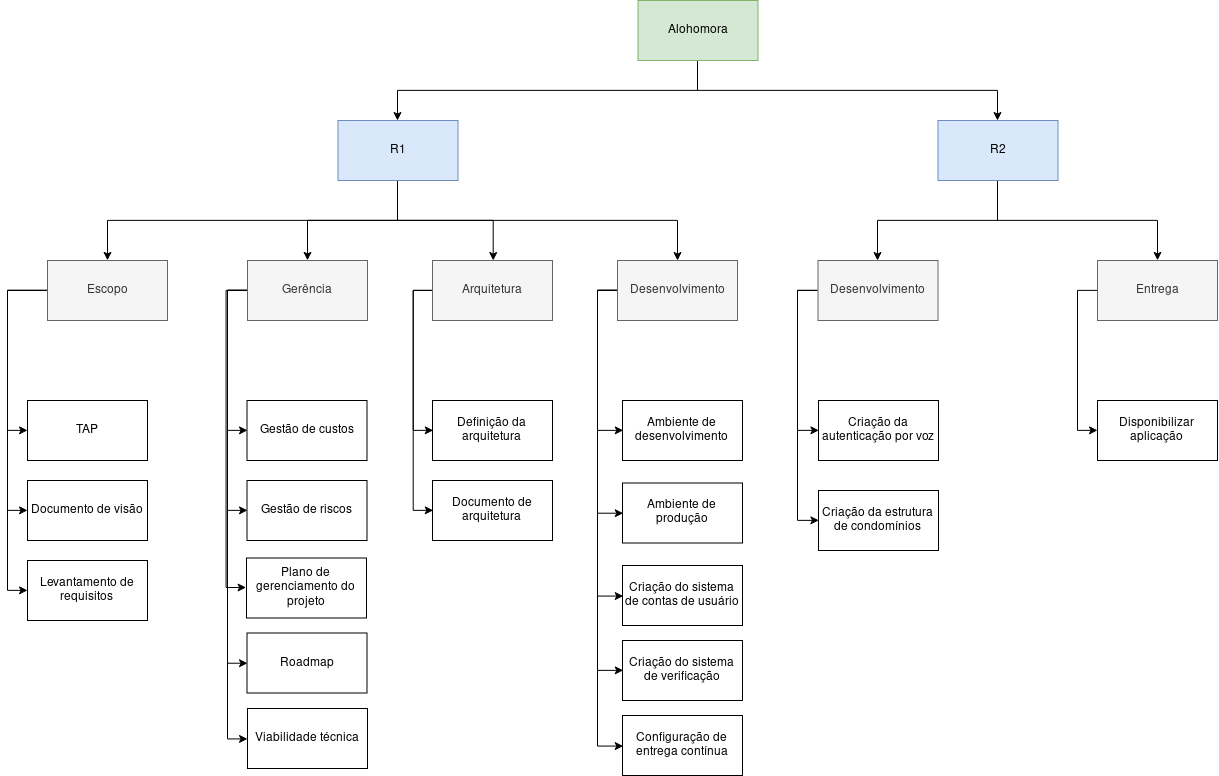 Alohomora
R1
R2
Escopo
Gerência
Arquitetura
Desenvolvimento
Desenvolvimento
Entrega
TAP
Documento de visão
Levantamento de
requisitos
Gestão de custos
Gestão de riscos
Plano de
gerenciamento do
projeto
Roadmap
Viabilidade técnica
Definição da
arquitetura
Documento de
arquitetura
Ambiente de
desenvolvimento
Ambiente de
produção
Criação do sistema
de contas de usuário
Criação do sistema
de verificação
Configuração de
entrega contínua
Criação da
autenticação por voz
Criação da estrutura
de condomínios
Disponibilizar
aplicação